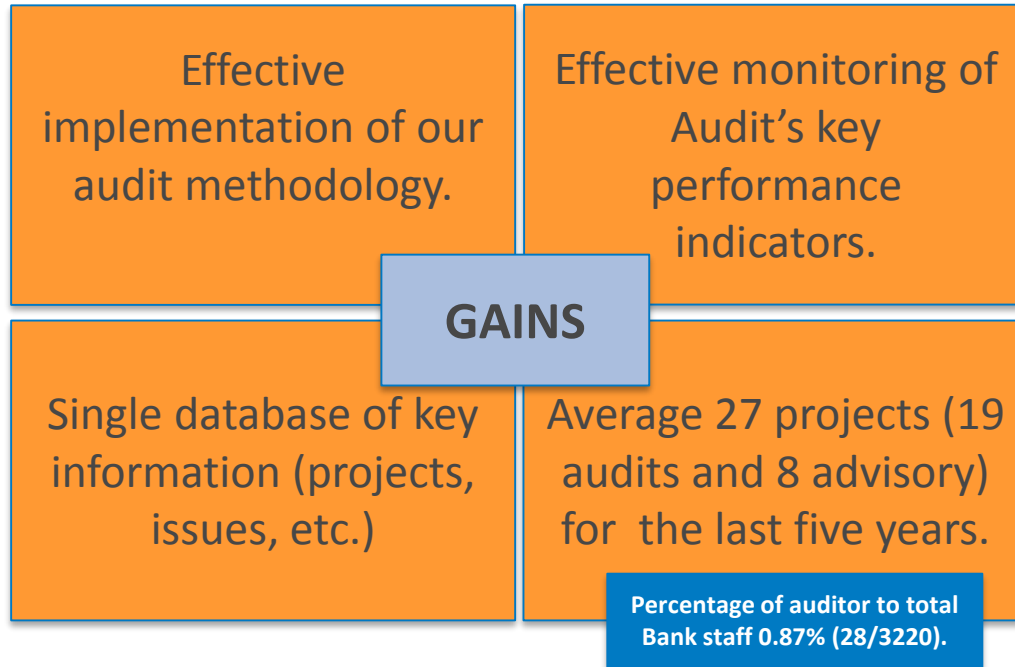 Effective
implementation of our
audit methodology.
Effective monitoring of
Audit’s key
performance
indicators.
GAINS
Single database of key
information (projects,
issues, etc.)
Average 27 projects (19
audits and 8 advisory)
for  the last five years.
Percentage of auditor to total
Bank staff 0.87% (28/3220).